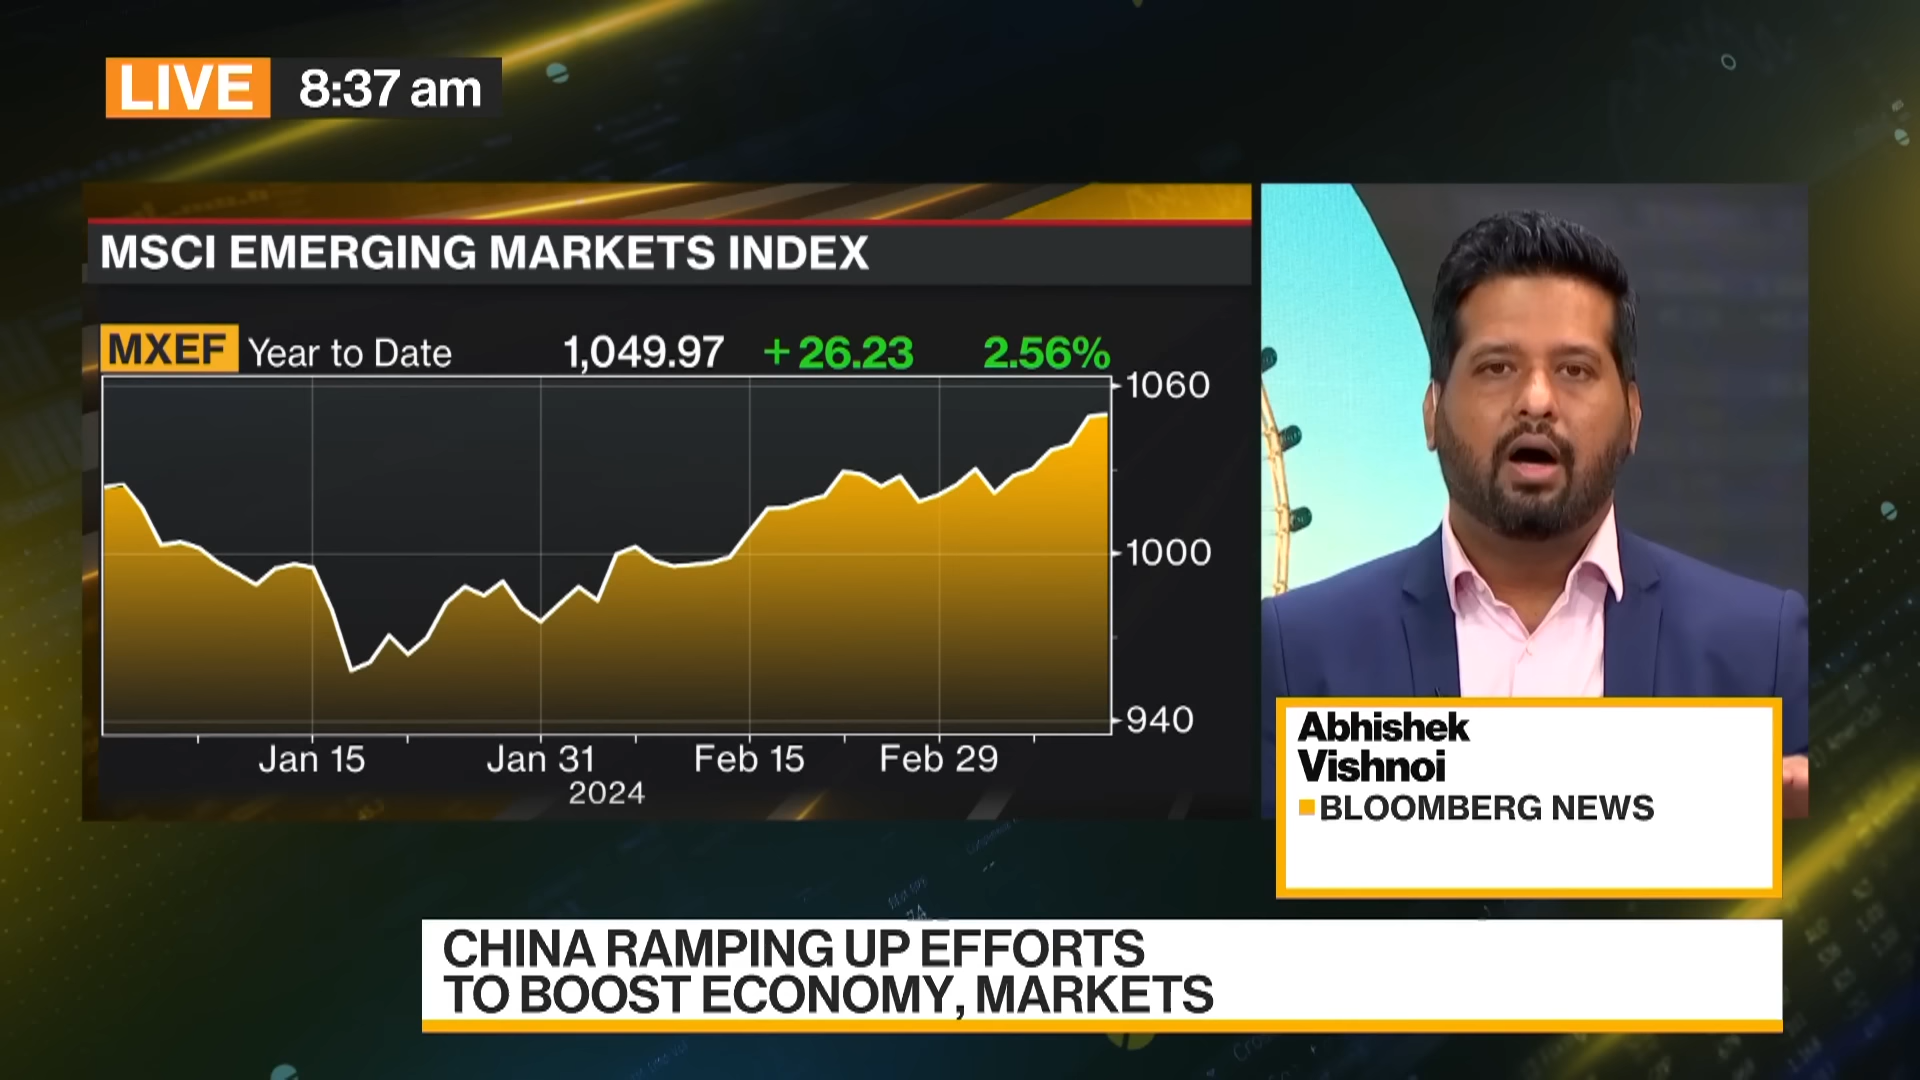 LIVE 8:37 am
MSCI EMERGING MARKETS INDEX
MXEF Year to Date 1,049.97 +26.23 2.56%
1060
1000
940
Jan 15 Jan 31 Feb 15 Feb 29
2024
Abhishek
Vishnoi
BLOOMBERG NEWS
CHINA RAMPING UP EFFORTS
TO BOOST ECONOMY, MARKETS